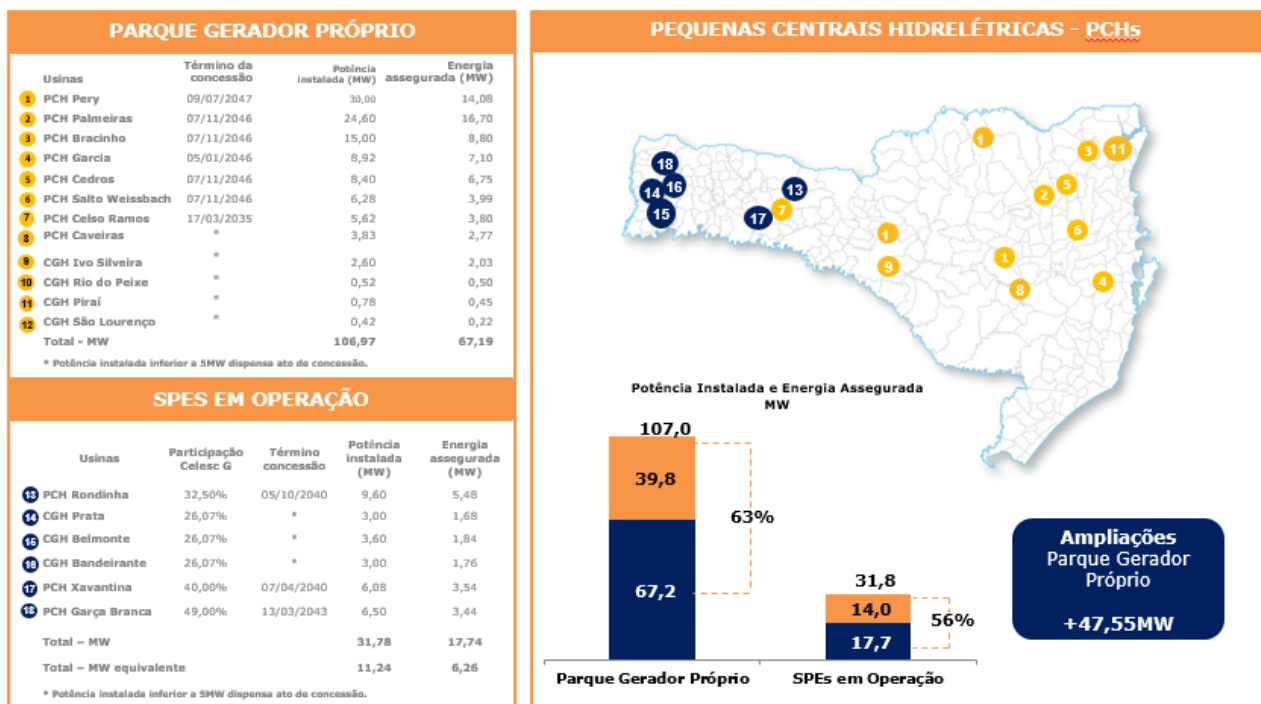 PARQUE GERADOR PRÓPRIO
Usinas Término da concessão Potência instalada (MW) Energia assegurada (MW)
1 PCH Pery 09/07/2047 30,00 14,08
2 PCH Palmeiras 07/11/2046 24,60 16,70
3 PCH Bracinho 07/11/2046 15,00 8,80
4 PCH Garcia 05/01/2046 8,92 7,10
5 PCH Cedros 07/11/2046 8,40 6,75
6 PCH Salto Weissbach 07/11/2046 6,28 3,99
7 PCH Celso Ramos 17/03/2035 5,62 3,80
8 PCH Caveiras * 3,83 2,77
9 CGH Ivo Silveira * 2,60 2,03
10 CGH Rio do Peixe * 0,52 0,50
11 CGH Piraí * 0,78 0,45
12 CGH São Lourenço * 0,42 0,22
Total - MW 106,97 67,19
* Potência instalada inferior a 5MW dispensa ato de concessão.
SPES EM OPERAÇÃO
Usinas Participação Celesc G Término concessão Potência instalada (MW) Energia assegurada (MW)
13 PCH Rondinha 32,50% 05/10/2040 9,60 5,48
14 CGH Prata 26,07% * 3,00 1,68
15 CGH Belmonte 26,07% * 3,60 1,84
16 CGH Bandeirante 26,07% * 3,00 1,76
17 PCH Xavantina 40,00% 07/04/2040 6,08 3,54
18 PCH Garça Branca 49,00% 13/03/2043 6,50 3,44
Total – MW 31,78 17,74
Total – MW equivalente 11,24 6,26
* Potência instalada inferior a 5MW dispensa ato de concessão.
PEQUENAS CENTRAIS HIDRELÉTRICAS - PCHs
1
3 11
18
14 16
15
13
17 7
2 5
6
1
9
1
8
4
Potência Instalada e Energia Assegurada
MW
107,0
39,8
63%
67,2
31,8
14,0
56%
17,7
Parque Gerador Próprio SPEs em Operação
Ampliações
Parque Gerador
Próprio
+47,55MW